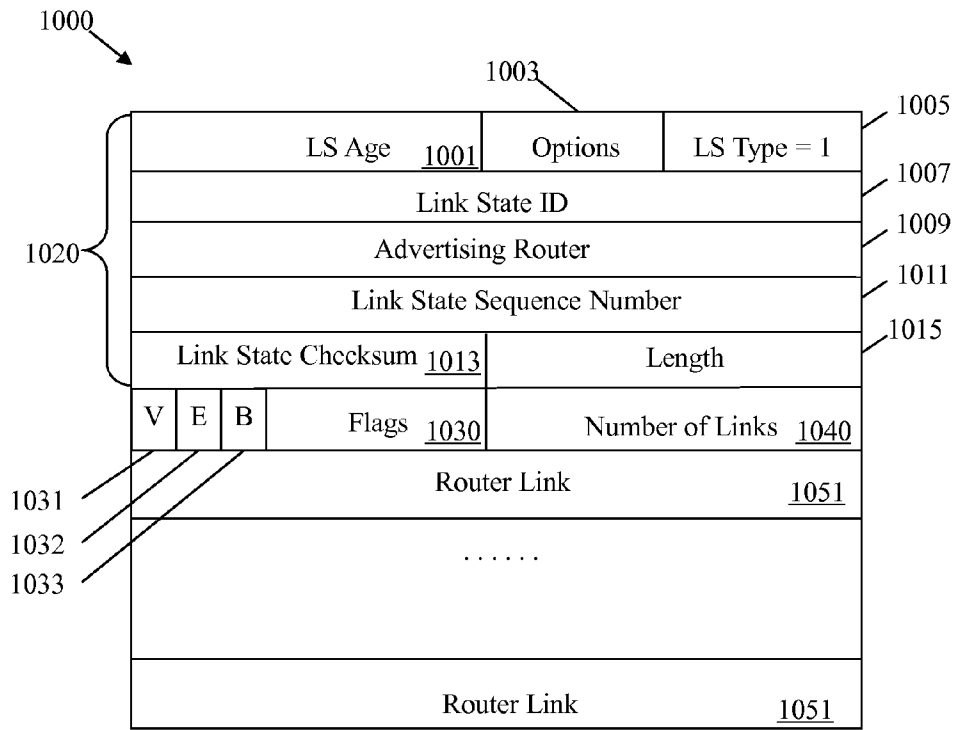 1000
1003
1005
LS Age 1001 Options LS Type = 1
1007
Link State ID
1009
Advertising Router
1020
1011
Link State Sequence Number
1015
Link State Checksum 1013 Length
V E B Flags 1030 Number of Links 1040
Router Link 1051
1031
1032
1033
......
Router Link 1051